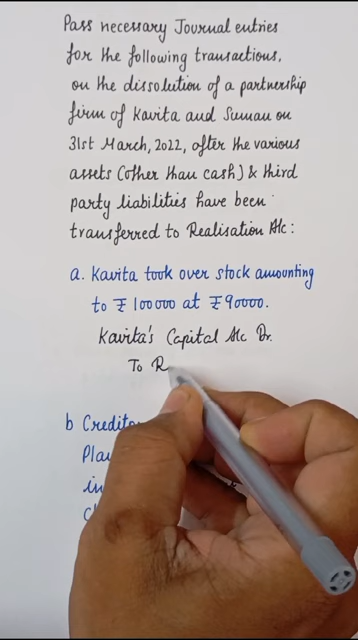 Pass necessary Journal entries
for the following transactions,
on the dissolution of a partnership
firm of Kavita and Suman on
31st March, 2022, after the various
assets (other than cash) & third
party liabilities have been
transferred to Realisation A/c:
a. Kavita took over stock amounting
to ₹ 100000 at ₹90000.
Kavita's Capital A/c Dr.
To R
b Credito
Pla
in